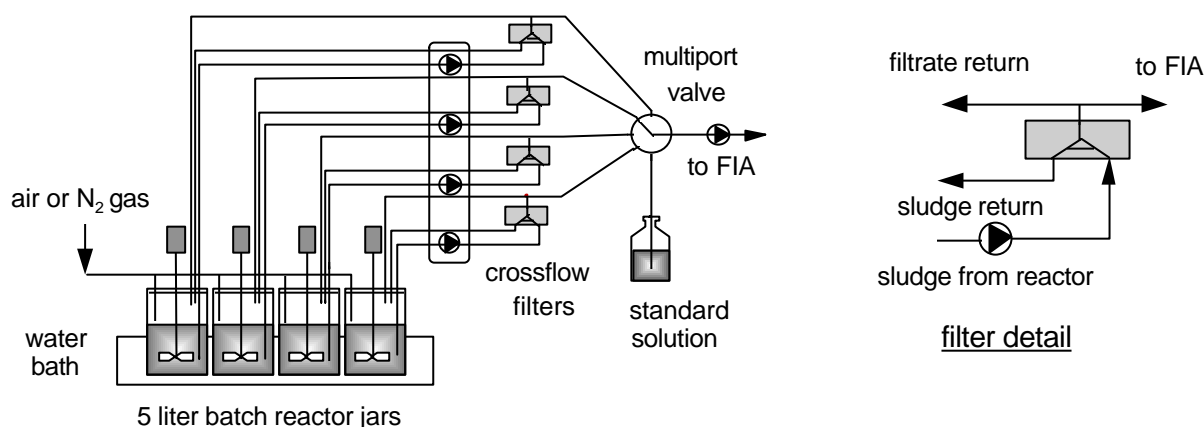 multiport
valve
to FIA
air or N₂ gas
crossflow
filters
standard
solution
water
bath
5 liter batch reactor jars
filtrate return
to FIA
sludge return
sludge from reactor
filter detail